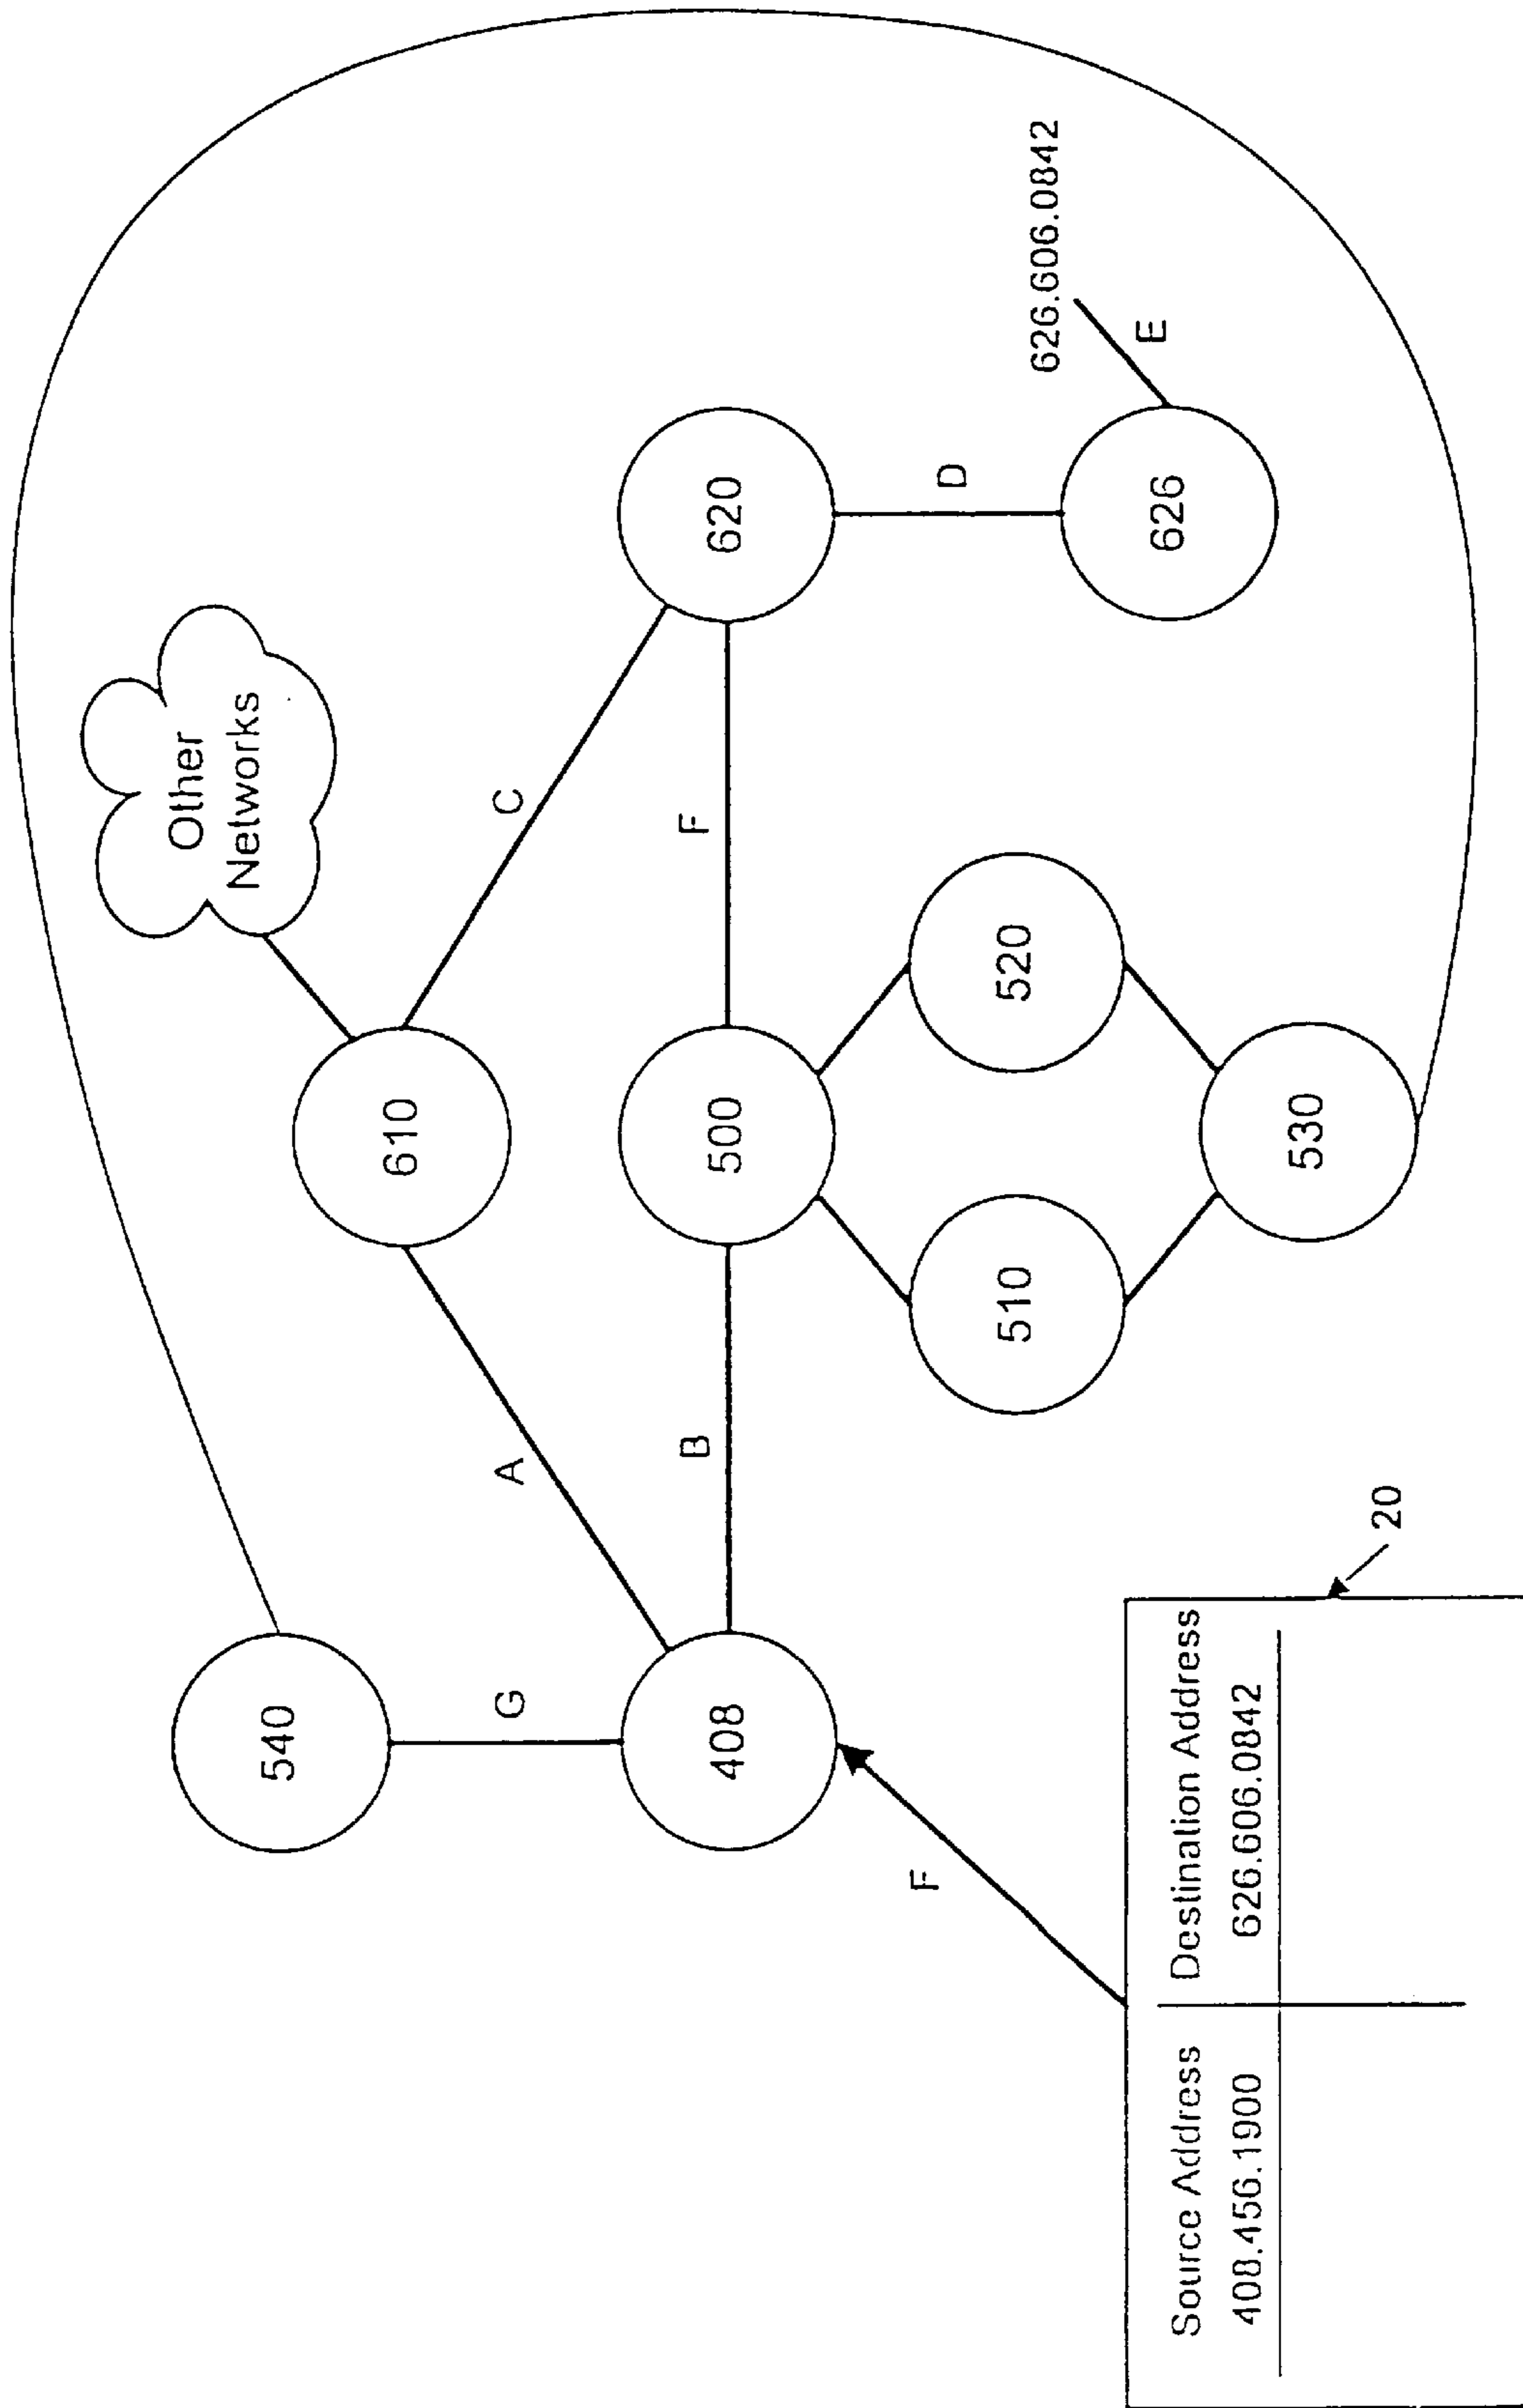 540
G
408
A
B
F
610
500
510
520
530
Other
Networks
C
F
620
D
626
E
626.606.0842
20
Source Address Destination Address
408.456.1900 626.606.0842